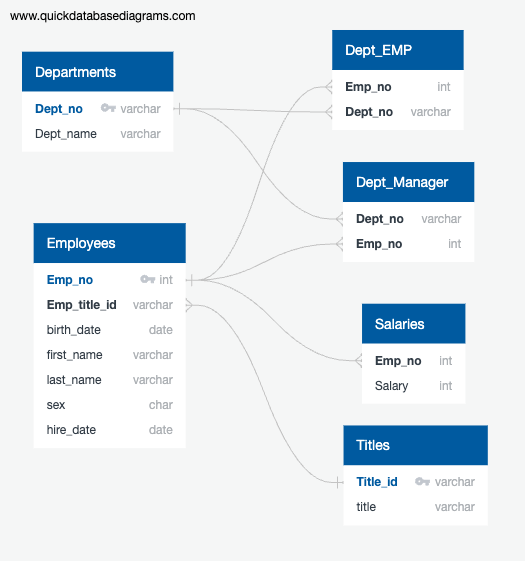 www.quickdatabasediagrams.com
Departments
Dept_no varchar
Dept_name varchar
Dept_EMP
Emp_no int
Dept_no varchar
Dept_Manager
Dept_no varchar
Emp_no int
Employees
Emp_no int
Emp_title_id varchar
birth_date date
first_name varchar
last_name varchar
sex char
hire_date date
Salaries
Emp_no int
Salary int
Titles
Title_id varchar
title varchar